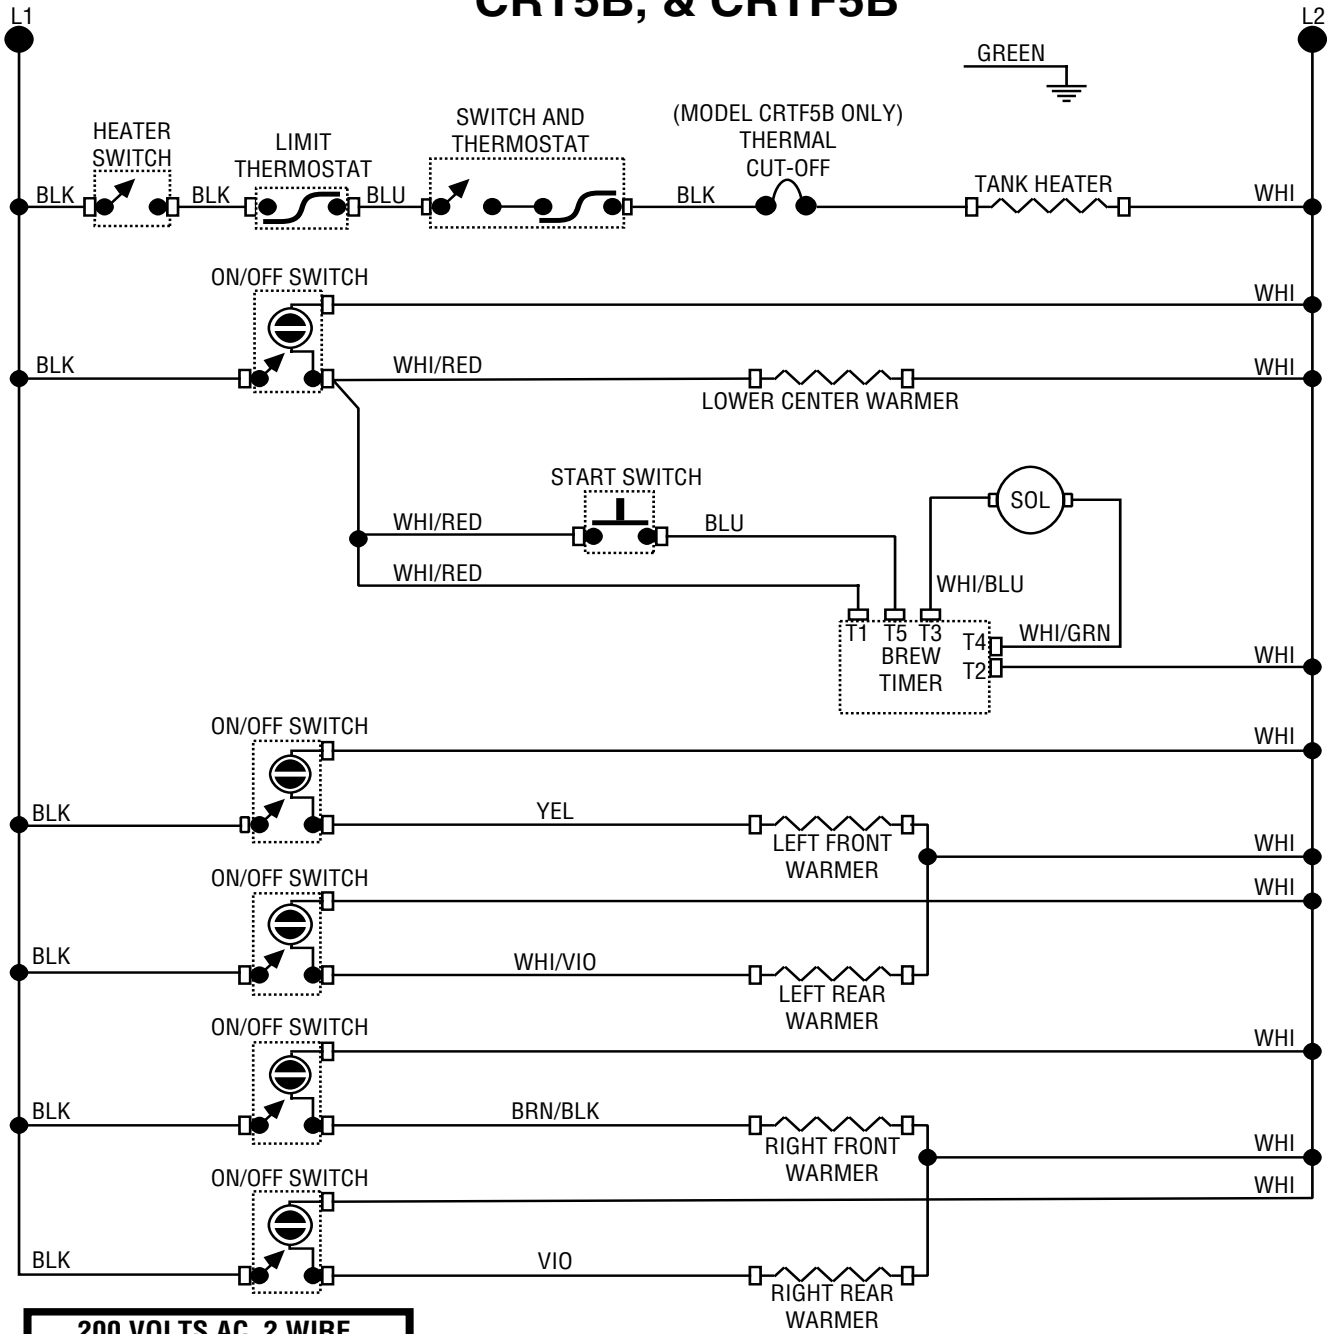 CRT5B, & CRTF5B
L1
L2
GREEN
HEATER
SWITCH
LIMIT
THERMOSTAT
SWITCH AND
THERMOSTAT
(MODEL CRTF5B ONLY)
THERMAL
CUT-OFF
TANK HEATER
BLK
BLK
BLU
BLK
WHI
ON/OFF SWITCH
WHI
BLK
WHI/RED
WHI
LOWER CENTER WARMER
START SWITCH
SOL
WHI/RED
BLU
WHI/RED
WHI/BLU
T1 T5 T3
T4
WHI/GRN
BREW
TIMER
T2
WHI
ON/OFF SWITCH
WHI
BLK
YEL
LEFT FRONT
WARMER
WHI
ON/OFF SWITCH
WHI
BLK
WHI/VIO
LEFT REAR
WARMER
ON/OFF SWITCH
WHI
BLK
BRN/BLK
RIGHT FRONT
WARMER
WHI
ON/OFF SWITCH
WHI
BLK
VIO
RIGHT REAR
WARMER
200 VOLTS AC, 2 WIRE